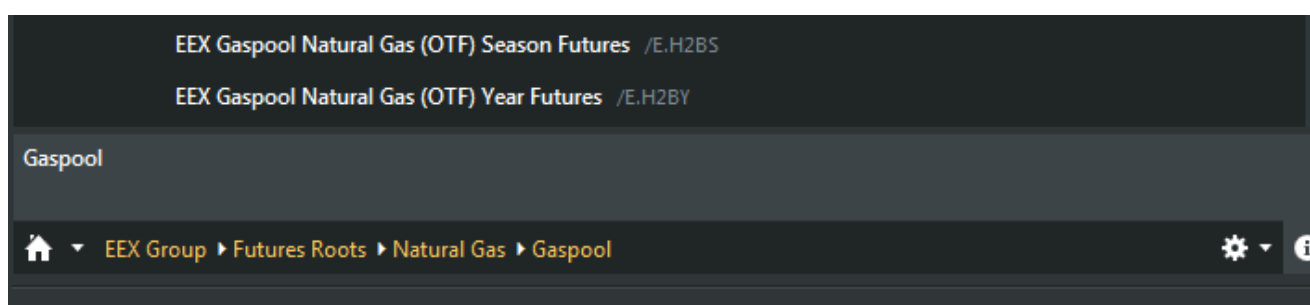 EEX Gaspool Natural Gas (OTF) Season Futures /E.H2BS
EEX Gaspool Natural Gas (OTF) Year Futures /E.H2BY
Gaspool
EEX Group Futures Roots Natural Gas Gaspool